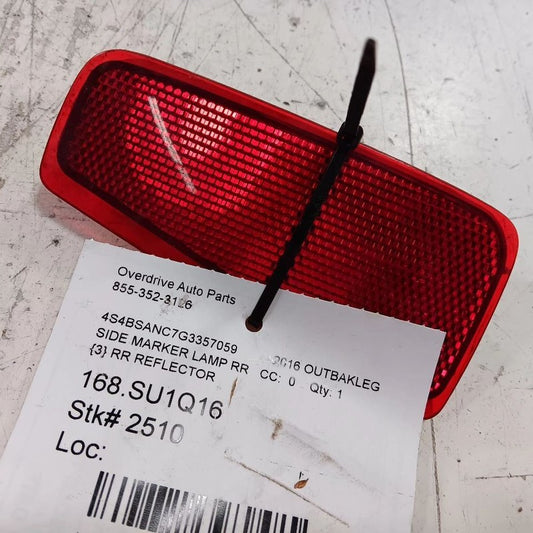 Overdrive Auto Parts
855-352-3126
4S4BSANC7G3357059 2016 OUTBAKLEG
SIDE MARKER LAMP RR CC: 0 Qty: 1
{3} RR REFLECTOR
168.SU1Q16
Stk# 2510
Loc: